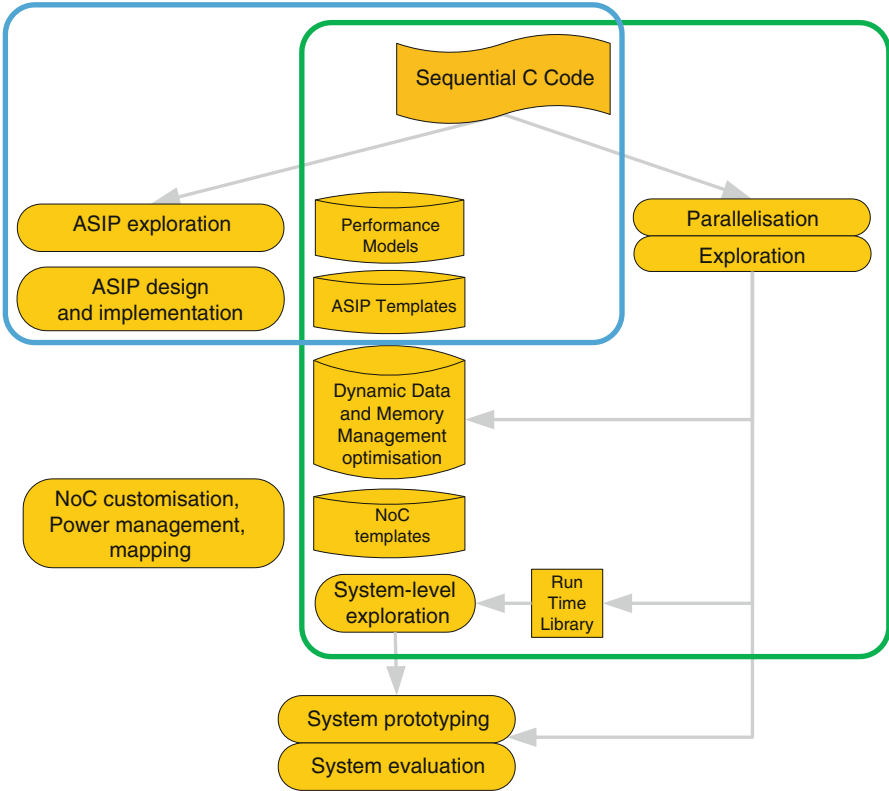 Sequential C Code
ASIP exploration
Performance
Models
Parallelisation
Exploration
ASIP design
and implementation
ASIP Templates
Dynamic Data
and Memory
Management
optimisation
NoC customisation,
Power management,
mapping
NoC
templates
System-level
exploration
Run
Time
Library
System prototyping
System evaluation